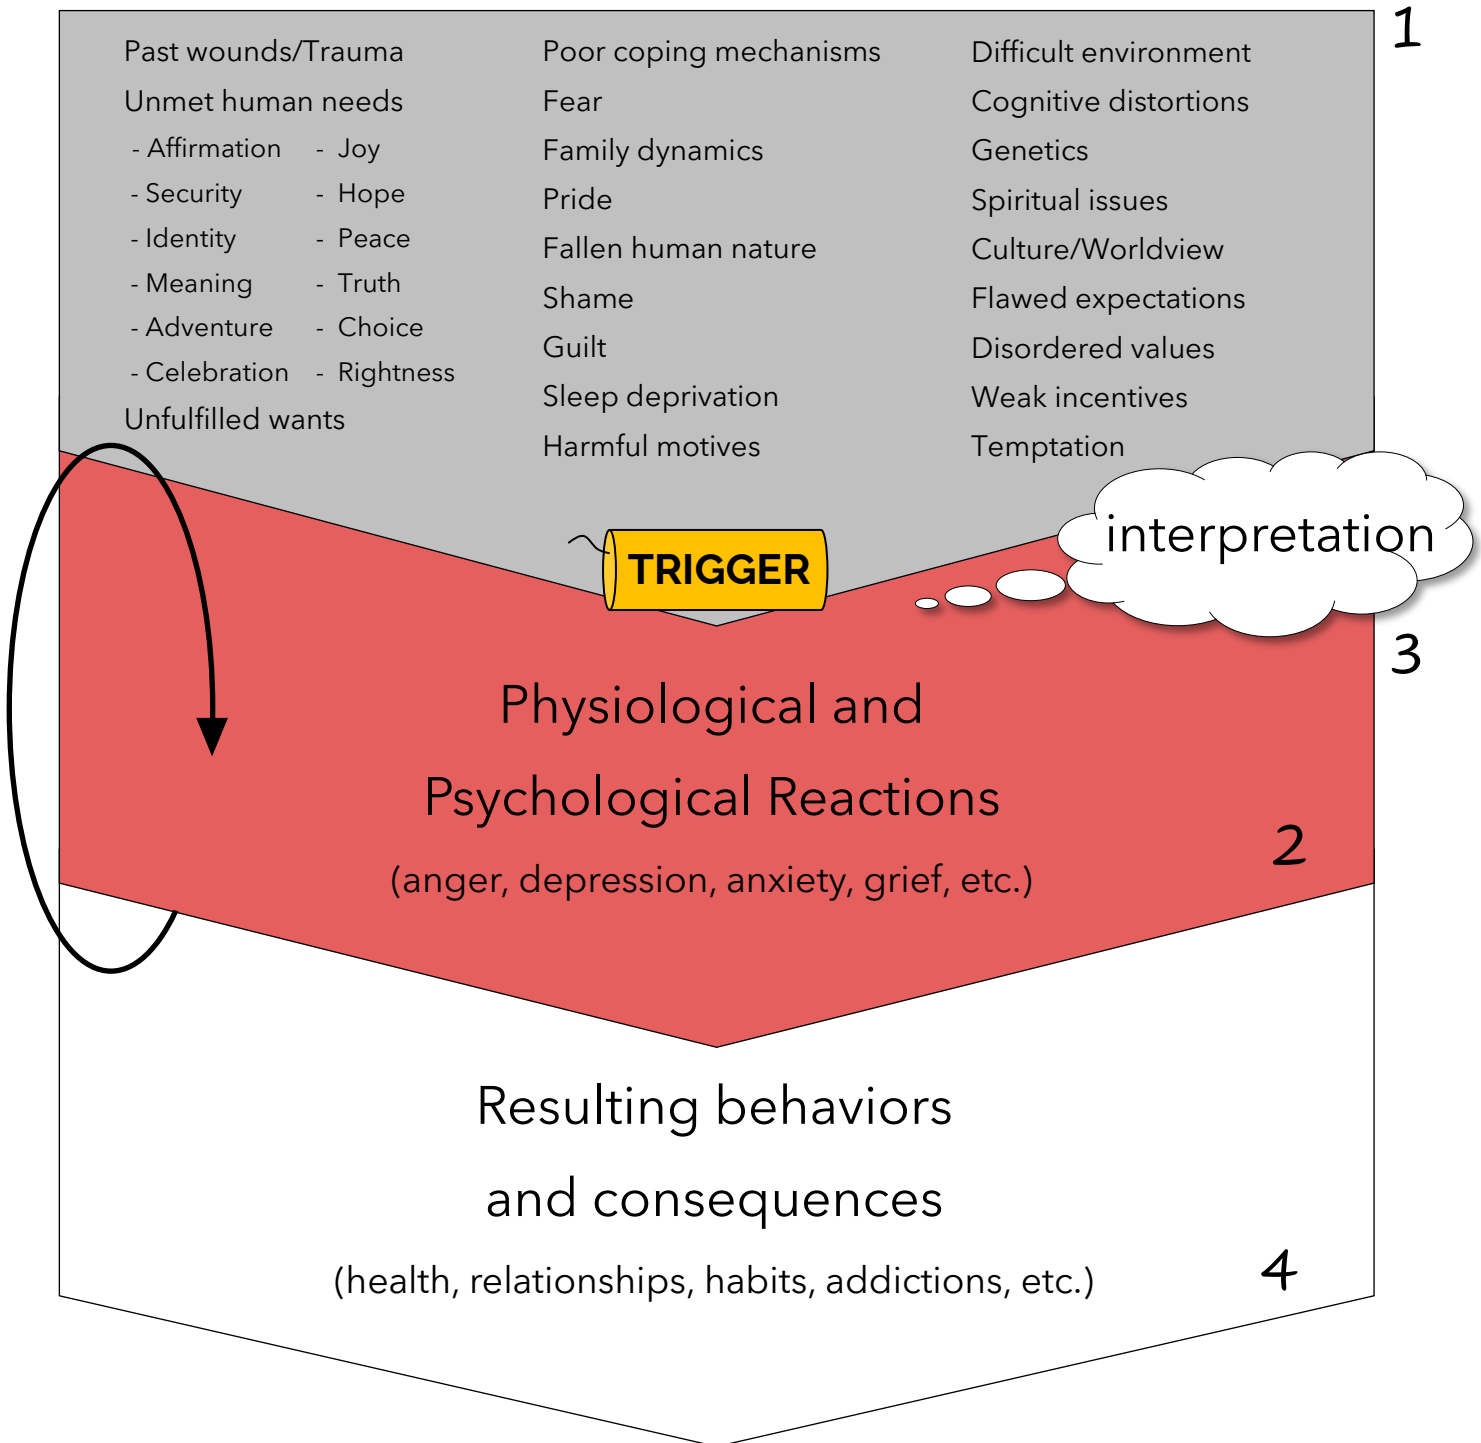 1
Past wounds/Trauma
Unmet human needs
- Affirmation - Joy
- Security - Hope
- Identity - Peace
- Meaning - Truth
- Adventure - Choice
- Celebration - Rightness
Unfulfilled wants
Poor coping mechanisms
Fear
Family dynamics
Pride
Fallen human nature
Shame
Guilt
Sleep deprivation
Harmful motives
Difficult environment
Cognitive distortions
Genetics
Spiritual issues
Culture/Worldview
Flawed expectations
Disordered values
Weak incentives
Temptation
interpretation
TRIGGER
3
Physiological and
Psychological Reactions
(anger, depression, anxiety, grief, etc.)
2
Resulting behaviors
and consequences
(health, relationships, habits, addictions, etc.)
4